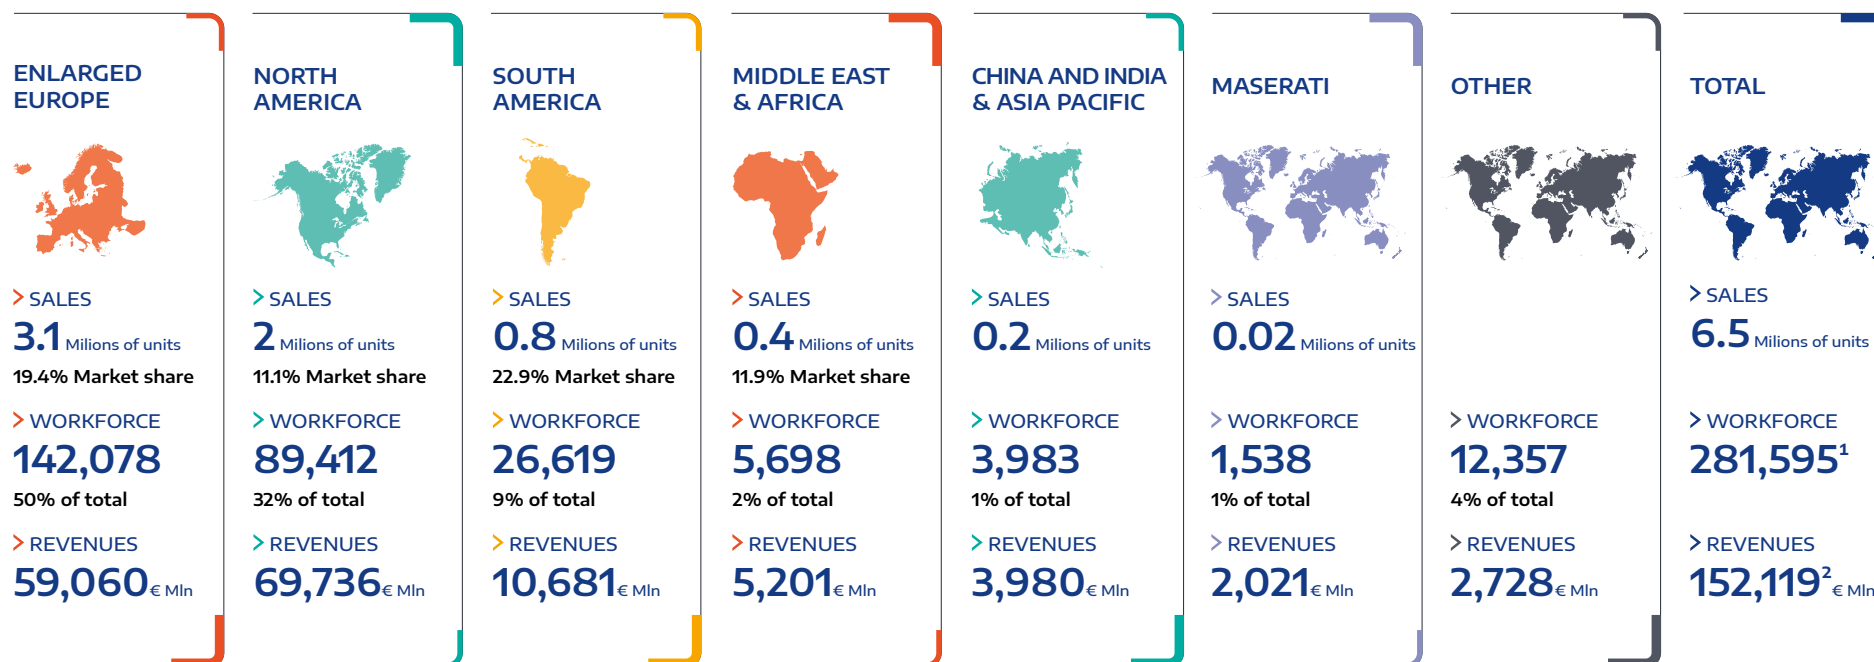 ENLARGED
EUROPE
> SALES
3.1 Milions of units
19.4% Market share
> WORKFORCE
142,078
50% of total
> REVENUES
59,060 € Mln
NORTH
AMERICA
> SALES
2 Milions of units
11.1% Market share
> WORKFORCE
89,412
32% of total
> REVENUES
69,736 € Mln
SOUTH
AMERICA
> SALES
0.8 Milions of units
22.9% Market share
> WORKFORCE
26,619
9% of total
> REVENUES
10,681 € Mln
MIDDLE EAST
& AFRICA
> SALES
0.4 Milions of units
11.9% Market share
> WORKFORCE
5,698
2% of total
> REVENUES
5,201 € Mln
CHINA AND INDIA
& ASIA PACIFIC
> SALES
0.2 Milions of units
> WORKFORCE
3,983
1% of total
> REVENUES
3,980 € Mln
MASERATI
> SALES
0.02 Milions of units
> WORKFORCE
1,538
1% of total
> REVENUES
2,021 € Mln
OTHER
> WORKFORCE
12,357
4% of total
> REVENUES
2,728 € Mln
TOTAL
> SALES
6.5 Milions of units
> WORKFORCE
281,595¹
> REVENUES
152,119² € Mln